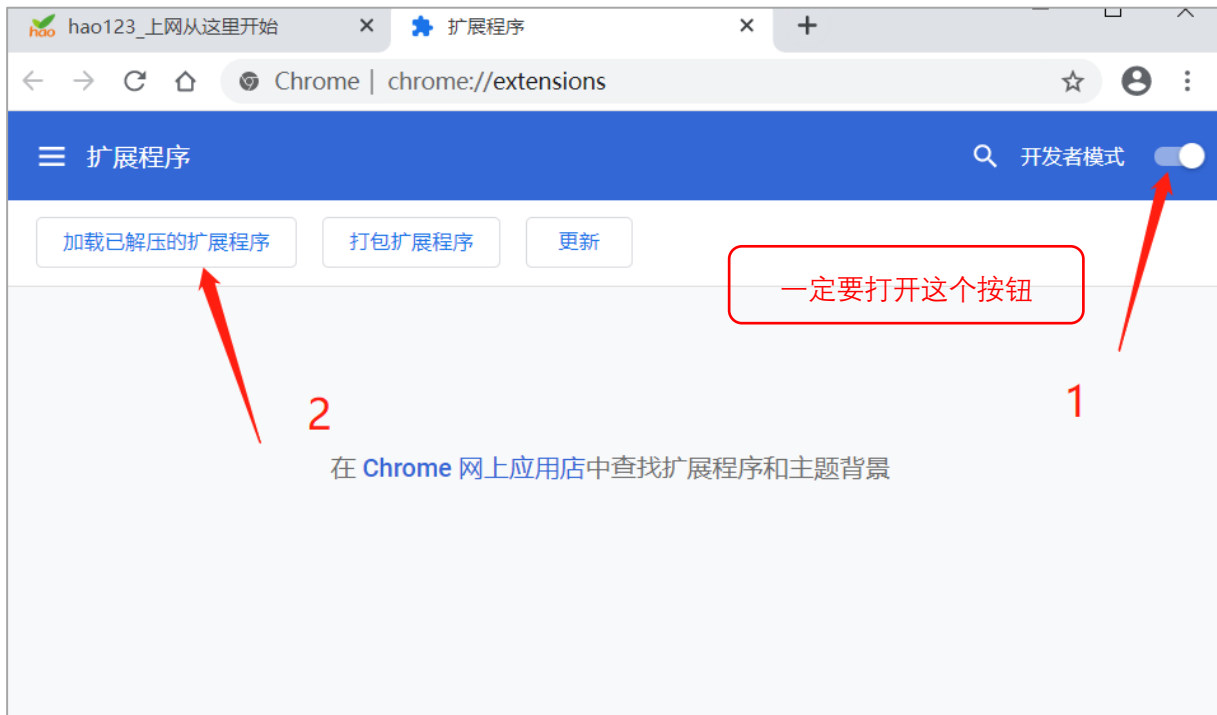 hao hao123_上网从这里开始 扩展程序
Chrome | chrome://extensions
扩展程序 开发者模式
加载已解压的扩展程序 打包扩展程序 更新
一定要打开这个按钮
1
2
在 Chrome 网上应用店中查找扩展程序和主题背景